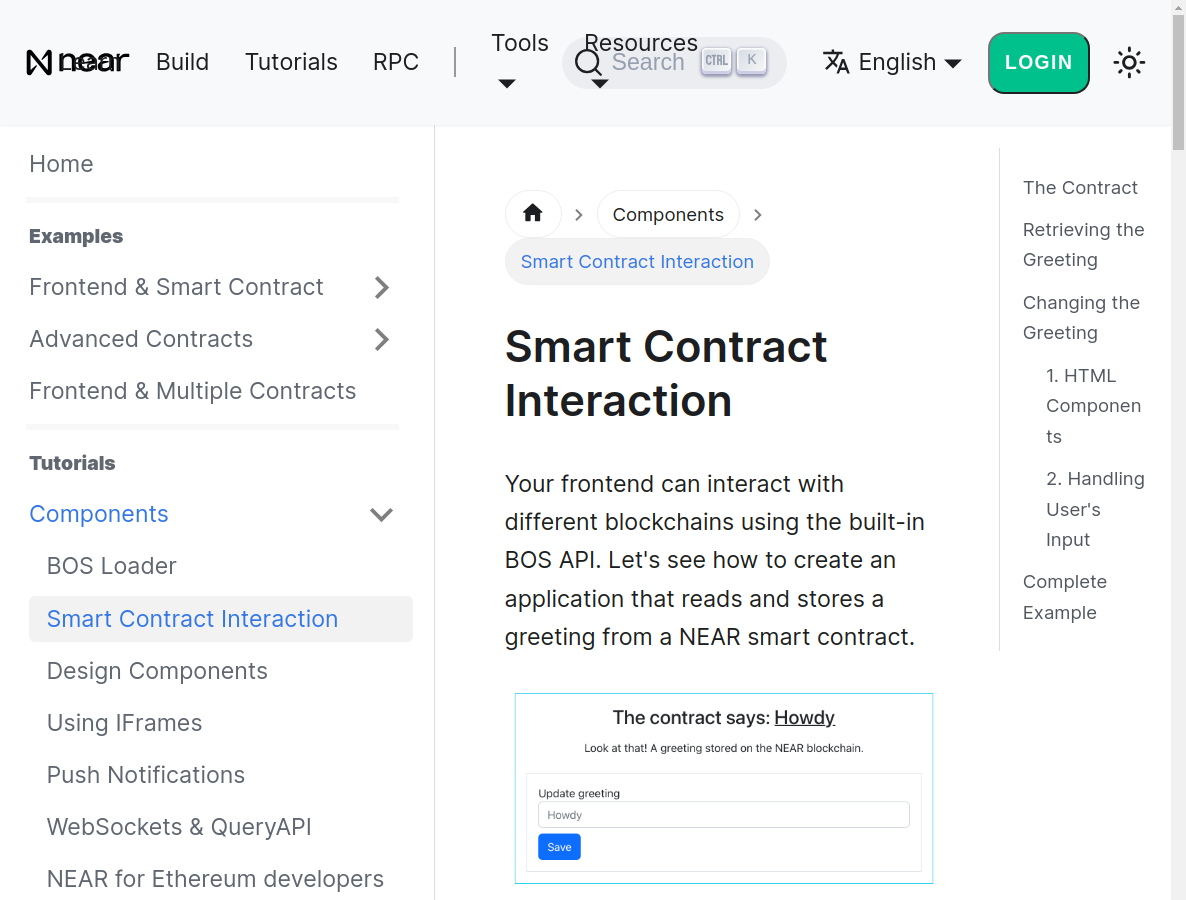 near
Learn
Build
Tutorials
RPC
Tools
Resources
Search
CTRL
K
English
LOGIN
Home
Examples
Frontend & Smart Contract
Advanced Contracts
Frontend & Multiple Contracts
Tutorials
Components
BOS Loader
Smart Contract Interaction
Design Components
Using IFrames
Push Notifications
WebSockets & QueryAPI
NEAR for Ethereum developers
Components
Smart Contract Interaction
Smart Contract
Interaction
Your frontend can interact with
different blockchains using the built-in
BOS API. Let's see how to create an
application that reads and stores a
greeting from a NEAR smart contract.
The contract says: Howdy
Look at that! A greeting stored on the NEAR blockchain.
Update greeting
Howdy
Save
The Contract
Retrieving the
Greeting
Changing the
Greeting
1. HTML
Componen
ts
2. Handling
User's
Input
Complete
Example